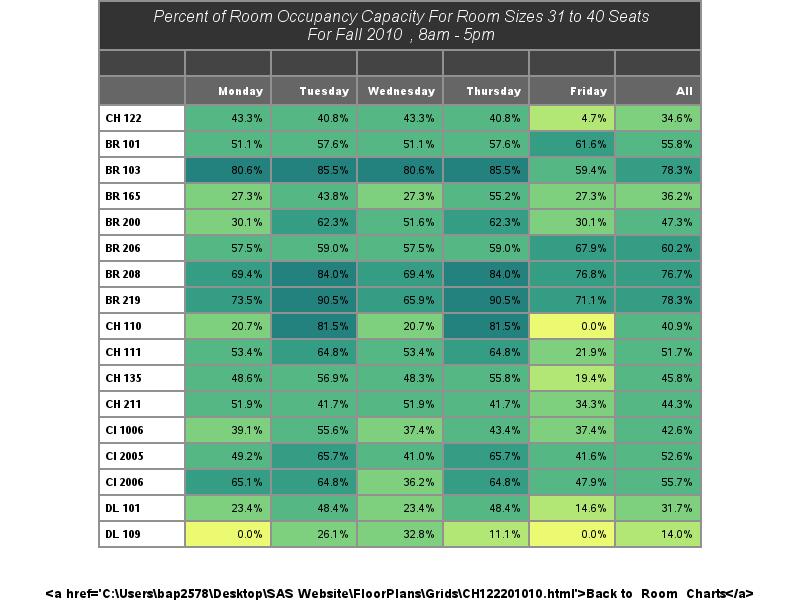 Percent of Room Occupancy Capacity For Room Sizes 31 to 40 Seats
For Fall 2010 , 8am - 5pm
Monday Tuesday Wednesday Thursday Friday All
CH 122 43.3% 40.8% 43.3% 40.8% 4.7% 34.6%
BR 101 51.1% 57.6% 51.1% 57.6% 61.6% 55.8%
BR 103 80.6% 85.5% 80.6% 85.5% 59.4% 78.3%
BR 165 27.3% 43.8% 27.3% 55.2% 27.3% 36.2%
BR 200 30.1% 62.3% 51.6% 62.3% 30.1% 47.3%
BR 206 57.5% 59.0% 57.5% 59.0% 67.9% 60.2%
BR 208 69.4% 84.0% 69.4% 84.0% 76.8% 76.7%
BR 219 73.5% 90.5% 65.9% 90.5% 71.1% 78.3%
CH 110 20.7% 81.5% 20.7% 81.5% 0.0% 40.9%
CH 111 53.4% 64.8% 53.4% 64.8% 21.9% 51.7%
CH 135 48.6% 56.9% 48.3% 55.8% 19.4% 45.8%
CH 211 51.9% 41.7% 51.9% 41.7% 34.3% 44.3%
CI 1006 39.1% 55.6% 37.4% 43.4% 37.4% 42.6%
CI 2005 49.2% 65.7% 41.0% 65.7% 41.6% 52.6%
CI 2006 65.1% 64.8% 36.2% 64.8% 47.9% 55.7%
DL 101 23.4% 48.4% 23.4% 48.4% 14.6% 31.7%
DL 109 0.0% 26.1% 32.8% 11.1% 0.0% 14.0%
<a href='C:\Users\bap2578\Desktop\SAS Website\FloorPlans\Grids\CH122201010.html'>Back to Room Charts</a>